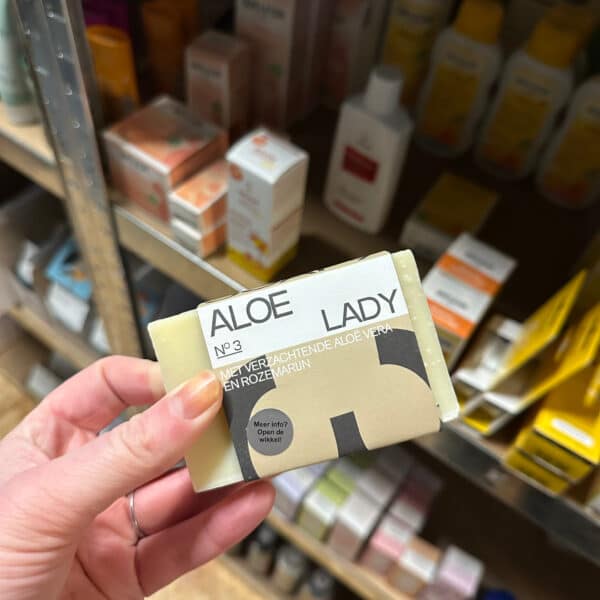 ALOE
LADY
Nº 3
MET VERZACHTENDE ALOË VERA
EN ROZEMARIJN
Meer info?
Open de
wikkel!